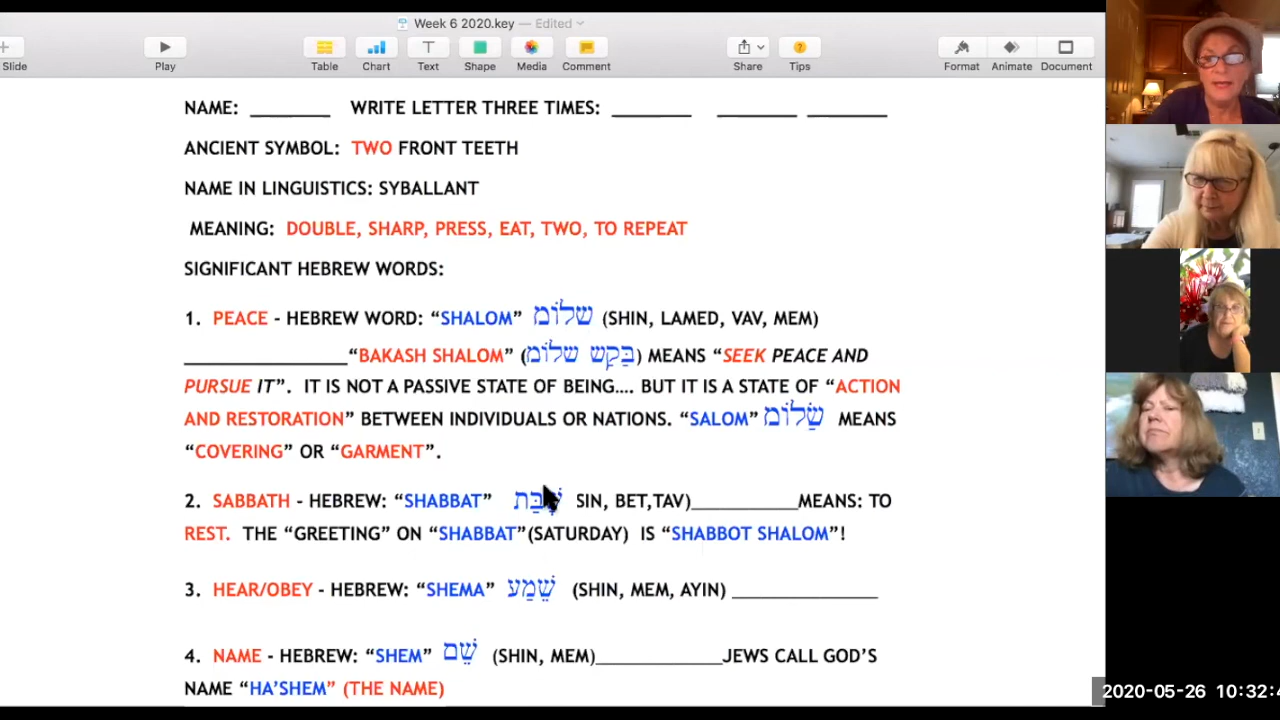 Week 6 2020.key — Edited
Slide Play Table Chart Text Shape Media Comment Share Tips Format Animate Document
NAME: ________ WRITE LETTER THREE TIMES: ________ ________ ________
ANCIENT SYMBOL: TWO FRONT TEETH
NAME IN LINGUISTICS: SYBALLANT
MEANING: DOUBLE, SHARP, PRESS, EAT, TWO, TO REPEAT
SIGNIFICANT HEBREW WORDS:
1. PEACE - HEBREW WORD: “SHALOM” שלוֹמ (SHIN, LAMED, VAV, MEM)
________________“BAKASH SHALOM” (בַּקֵשׁ שלוֹמ) MEANS “SEEK PEACE AND
PURSUE IT”. IT IS NOT A PASSIVE STATE OF BEING.... BUT IT IS A STATE OF “ACTION
AND RESTORATION” BETWEEN INDIVIDUALS OR NATIONS. “SALOM” שַׂלוֹמ MEANS
“COVERING” OR “GARMENT”.
2. SABBATH - HEBREW: “SHABBAT” SIN, BET,TAV)__________MEANS: TO
REST. THE “GREETING” ON “SHABBAT”(SATURDAY) IS “SHABBOT SHALOM”!
3. HEAR/OBEY - HEBREW: “SHEMA” שֵׁמַע (SHIN, MEM, AYIN) ______________
4. NAME - HEBREW: “SHEM” שֵׁם (SHIN, MEM)____________JEWS CALL GOD’S
NAME “HA’SHEM” (THE NAME)
2020-05-26 10:32:4